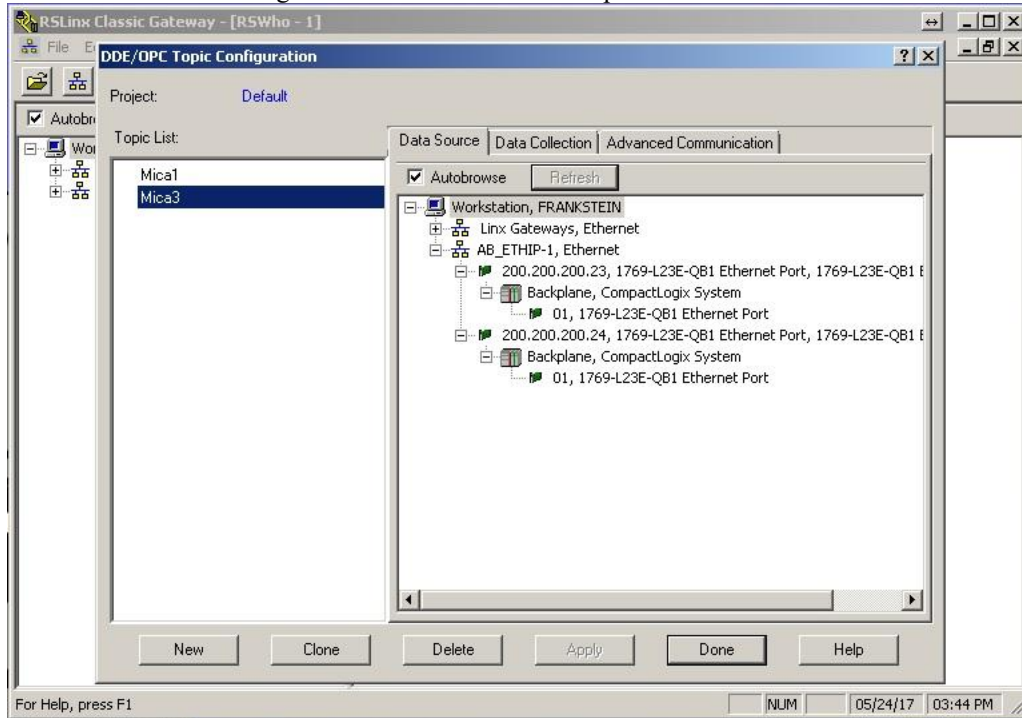 RSLinx Classic Gateway - [RSWho - 1]
File
DDE/OPC Topic Configuration
Project: Default
Autobr
Topic List:
Data Source Data Collection Advanced Communication
Wor
Mica1
Mica3
Autobrowse Refresh
Workstation, FRANKSTEIN
Linx Gateways, Ethernet
AB_ETHIP-1, Ethernet
200.200.200.23, 1769-L23E-QB1 Ethernet Port, 1769-L23E-QB1 E
Backplane, CompactLogix System
01, 1769-L23E-QB1 Ethernet Port
200.200.200.24, 1769-L23E-QB1 Ethernet Port, 1769-L23E-QB1 E
Backplane, CompactLogix System
01, 1769-L23E-QB1 Ethernet Port
New Clone Delete Apply Done Help
For Help, press F1 NUM 05/24/17 03:44 PM